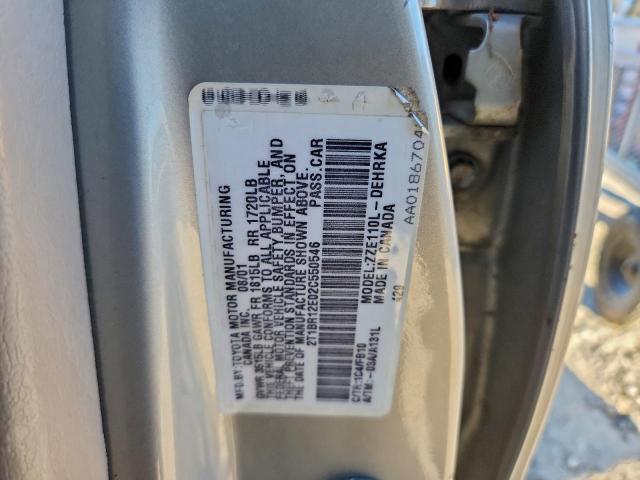 MFD.BY:TOYOTA MOTOR MANUFACTURING
CANADA INC. 08/01
GVWR 3515LB GAWR FR 1815LB RR 1720LB
THIS VEHICLE CONFORMS TO ALL APPLICABLE
FEDERAL MOTOR VEHICLE SAFETY, BUMPER, AND
THEFT PREVENTION STANDARDS IN EFFECT ON
THE DATE OF MANUFACTURE SHOWN ABOVE.
2T1BR12E02C550546 PASS.CAR
C/TR:1C4/FB10 MODEL:ZZE110L-DEHRKA
A/TM:-03A/A131L MADE IN CANADA
429
AA0186704